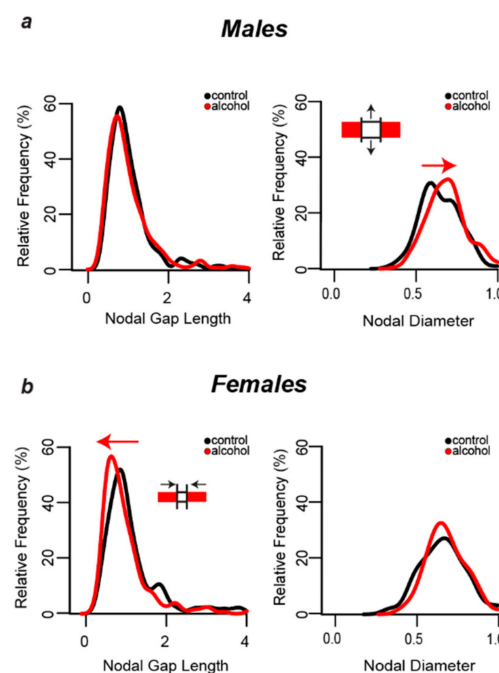 a
Males
control
alcohol
Relative Frequency (%)
60
40
20
0
0
2
4
Nodal Gap Length
control
alcohol
Relative Frequency (%)
60
40
20
0
0.0
0.5
1.0
Nodal Diameter
b
Females
control
alcohol
Relative Frequency (%)
60
40
20
0
0
2
4
Nodal Gap Length
control
alcohol
Relative Frequency (%)
60
40
20
0
0.0
0.5
1.0
Nodal Diameter